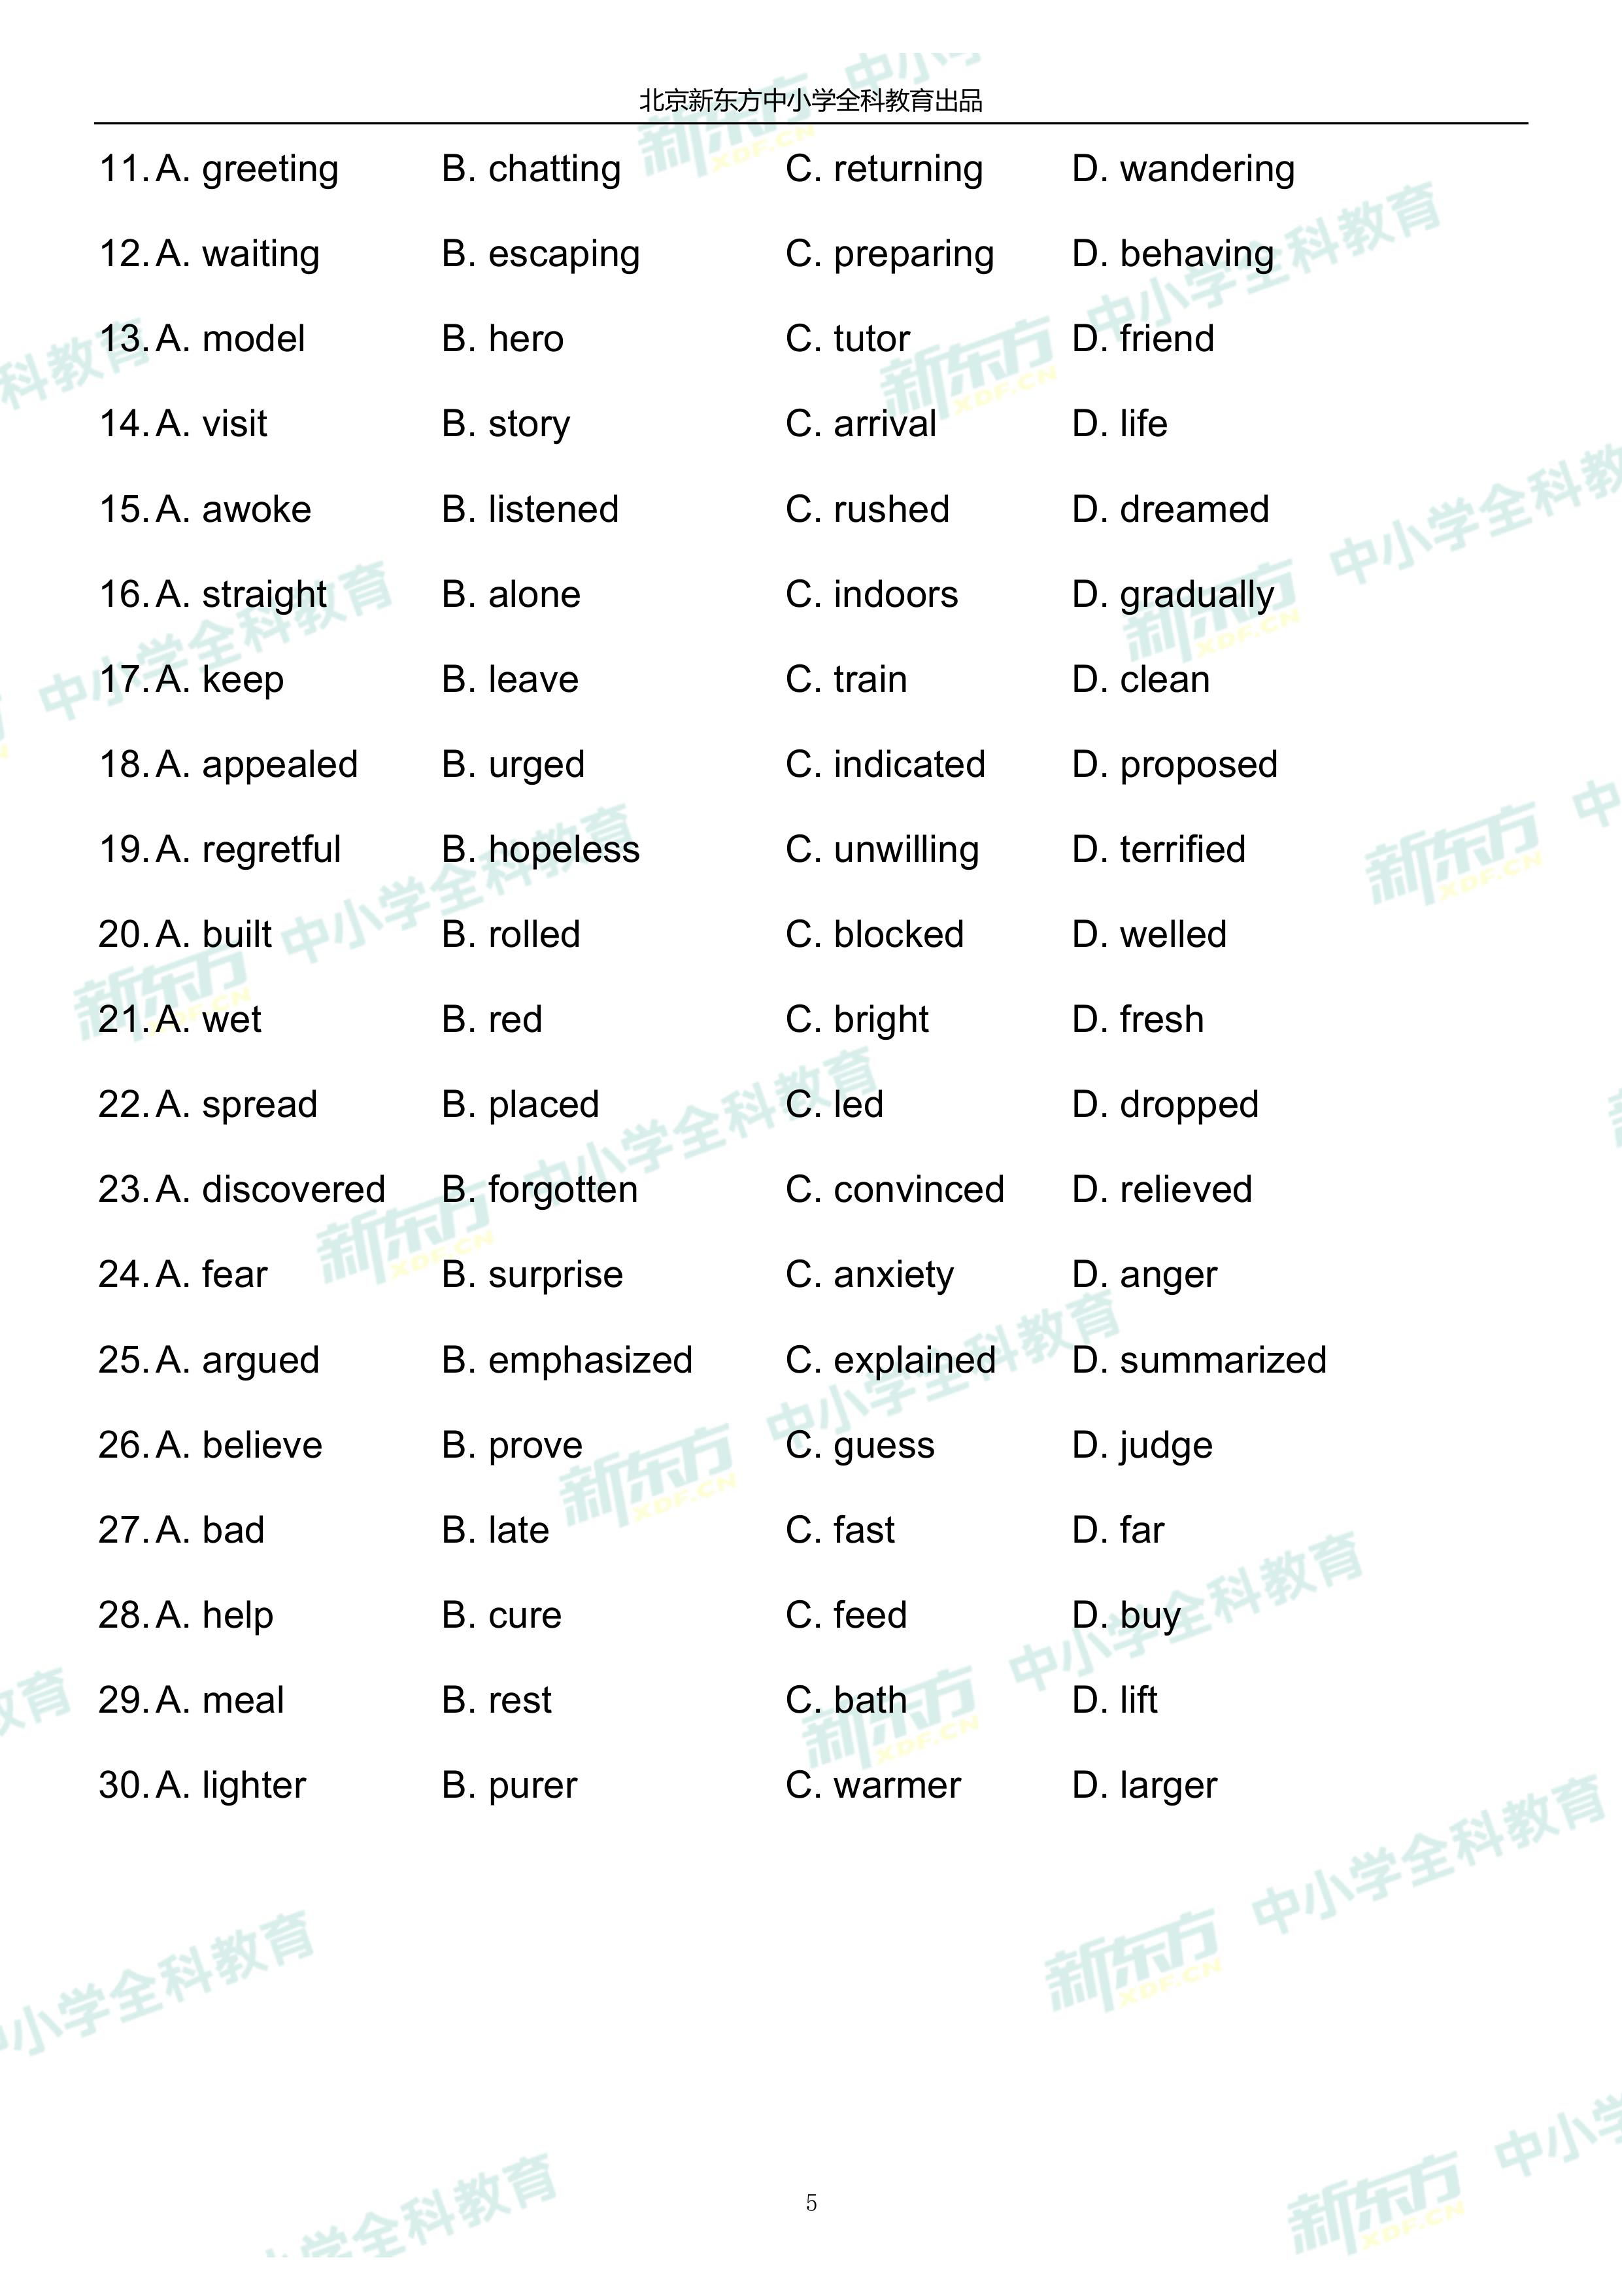 北京新东方中小学全科教育出品
11. A. greeting B. chatting C. returning D. wandering
12. A. waiting B. escaping C. preparing D. behaving
13. A. model B. hero C. tutor D. friend
14. A. visit B. story C. arrival D. life
15. A. awoke B. listened C. rushed D. dreamed
16. A. straight B. alone C. indoors D. gradually
17. A. keep B. leave C. train D. clean
18. A. appealed B. urged C. indicated D. proposed
19. A. regretful B. hopeless C. unwilling D. terrified
20. A. built B. rolled C. blocked D. welled
21. A. wet B. red C. bright D. fresh
22. A. spread B. placed C. led D. dropped
23. A. discovered B. forgotten C. convinced D. relieved
24. A. fear B. surprise C. anxiety D. anger
25. A. argued B. emphasized C. explained D. summarized
26. A. believe B. prove C. guess D. judge
27. A. bad B. late C. fast D. far
28. A. help B. cure C. feed D. buy
29. A. meal B. rest C. bath D. lift
30. A. lighter B. purer C. warmer D. larger
5